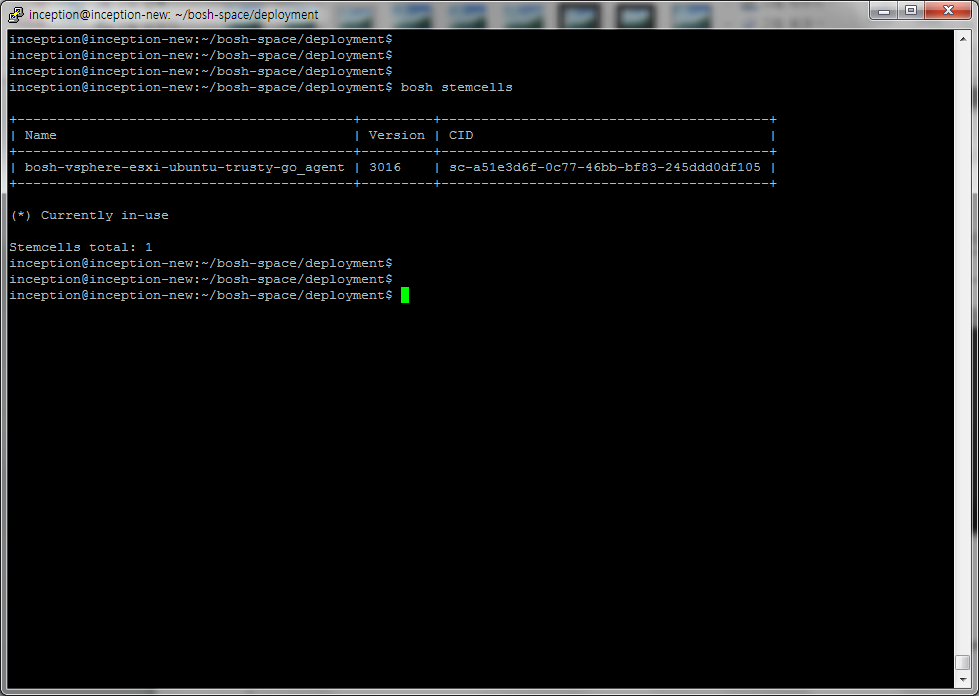 inception@inception-new: ~/bosh-space/deployment
inception@inception-new:~/bosh-space/deployment$
inception@inception-new:~/bosh-space/deployment$
inception@inception-new:~/bosh-space/deployment$
inception@inception-new:~/bosh-space/deployment$ bosh stemcells
+------------------------------------------+---------+-----------------------------------------+
| Name                                     | Version | CID                                     |
+------------------------------------------+---------+-----------------------------------------+
| bosh-vsphere-esxi-ubuntu-trusty-go_agent | 3016    | sc-a51e3d6f-0c77-46bb-bf83-245ddd0df105 |
+------------------------------------------+---------+-----------------------------------------+
(*) Currently in-use
Stemcells total: 1
inception@inception-new:~/bosh-space/deployment$
inception@inception-new:~/bosh-space/deployment$
inception@inception-new:~/bosh-space/deployment$